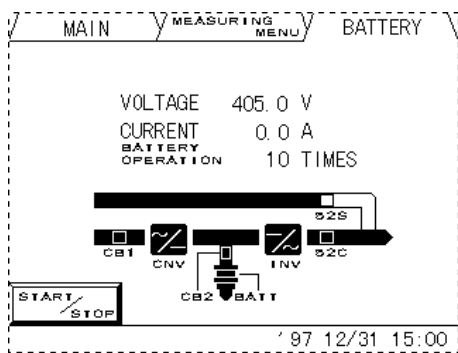 MAIN
MEASURING MENU
BATTERY
VOLTAGE 405.0 V
CURRENT 0.0 A
BATTERY OPERATION 10 TIMES
52S
CB1 CNV INV 52C
CB2 BATT
START/STOP
'97 12/31 15:00